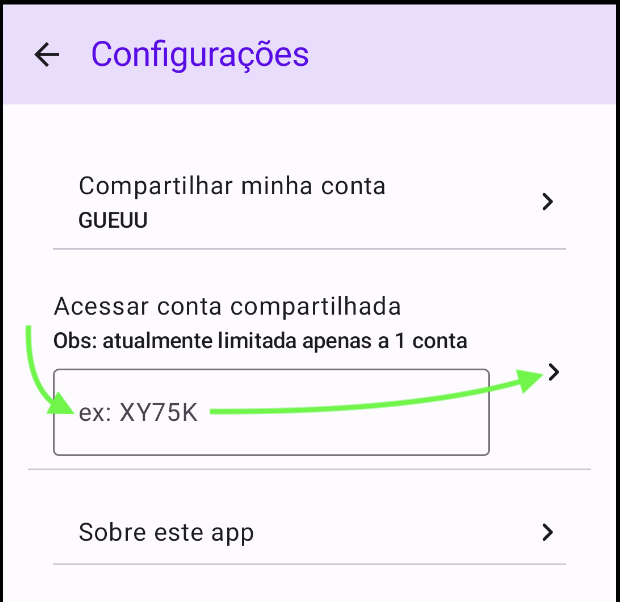 Configurações
Compartilhar minha conta
GUEUU
Acessar conta compartilhada
Obs: atualmente limitada apenas a 1 conta
ex: XY75K
Sobre este app